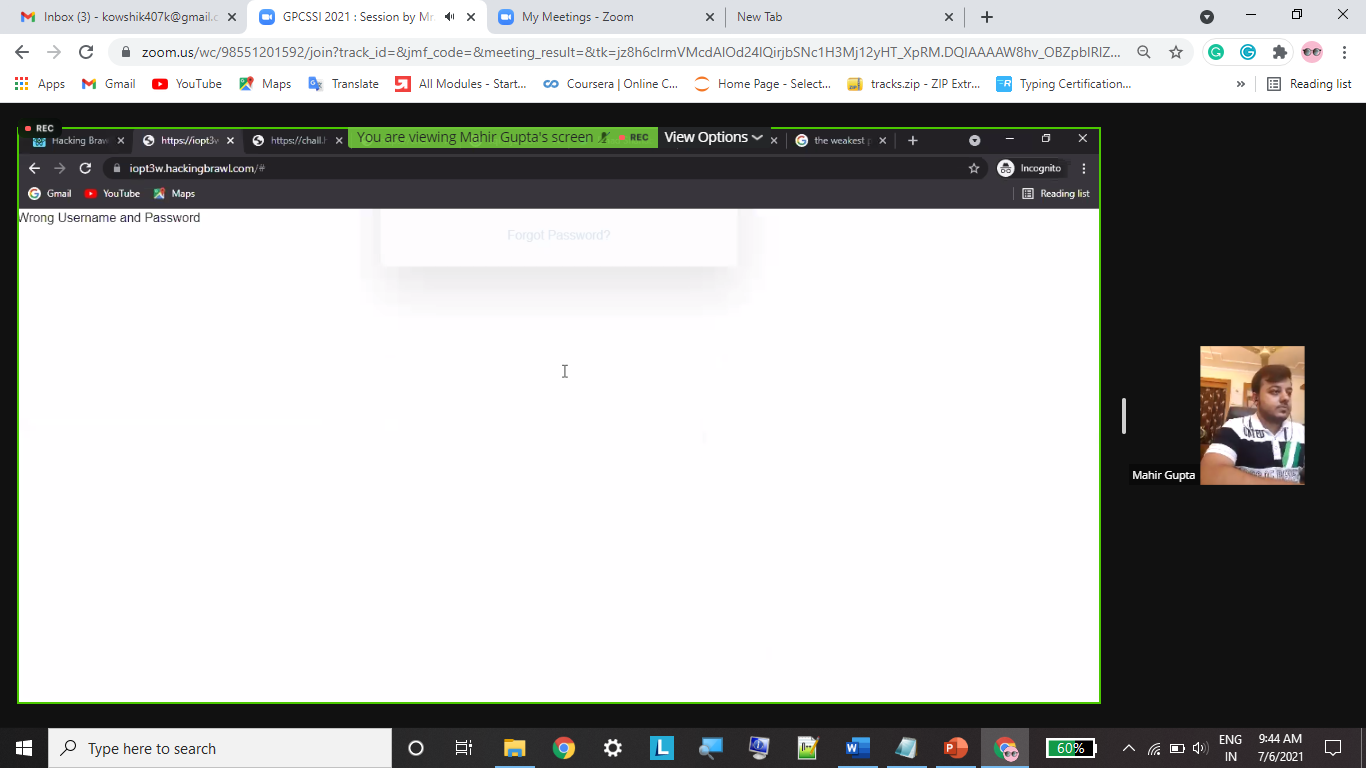 Inbox (3) - kowshik407k@gmail.c
GPCSSI 2021 : Session by Mr.
My Meetings - Zoom
New Tab
zoom.us/wc/98551201592/join?track_id=&jmf_code=&meeting_result=&tk=jz8h6clrmVMcdAlOd24lQirjbSNc1H3Mj12yHT_XpRM.DQIAAAAW8hv_OBZpblRlZ...
Apps
Gmail
YouTube
Maps
Translate
All Modules - Start...
Coursera | Online C...
Home Page - Select...
tracks.zip - ZIP Extr...
Typing Certification...
»
Reading list
REC
Hacking Braw
https://iopt3w
https://chall.h
You are viewing Mahir Gupta's screen
REC
View Options
the weakest p
iopt3w.hackingbrawl.com/#
Incognito
Gmail
YouTube
Maps
Reading list
Wrong Username and Password
Forgot Password?
Mahir Gupta
Type here to search
60%
ENG
IN
9:44 AM
7/6/2021